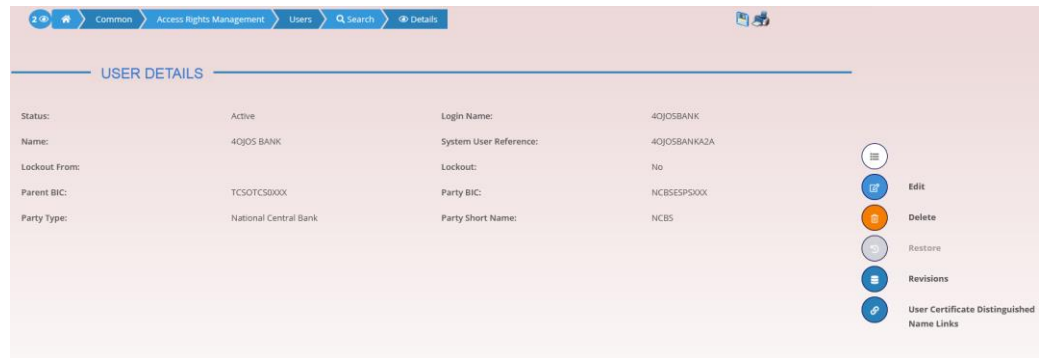 2
Common
Access Rights Management
Users
Search
Details
USER DETAILS
Status: Active Login Name: 4OJOSBANK
Name: 4OJOS BANK System User Reference: 4OJOSBANKA2A
Lockout From: Lockout: No
Parent BIC: TCSOTCS0XXX Party BIC: NCBSESPSXXX
Party Type: National Central Bank Party Short Name: NCBS
Edit
Delete
Restore
Revisions
User Certificate Distinguished
Name Links